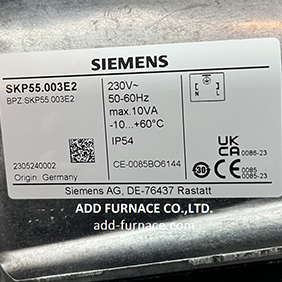 SIEMENS
SKP55.003E2
BPZ:SKP55.003E2
230V~
50-60Hz
max.10VA
-10...+60°C
IP54
CE-0085BO6144
N L
UK
CA
0086-23
CE
0085
0085-23
30
2305240002
Origin: Germany
Siemens AG, DE-76437 Rastatt
ADD FURNACE CO.,LTD.
add-furnace.com